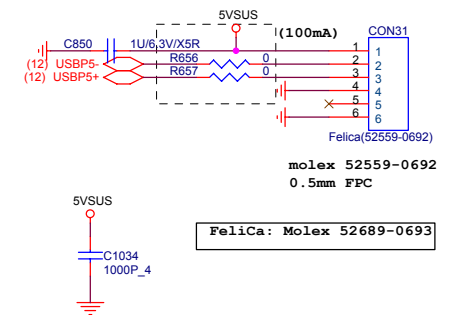 5VSUS
(100mA)
CON31
C850
1U/6.3V/X5R
1
1
(12) USBP5-
R656
0
2
2
(12) USBP5+
R657
0
3
3
4
4
5
5
6
6
Felica(52559-0692)
molex 52559-0692
0.5mm FPC
5VSUS
FeliCa: Molex 52689-0693
C1034
1000P_4